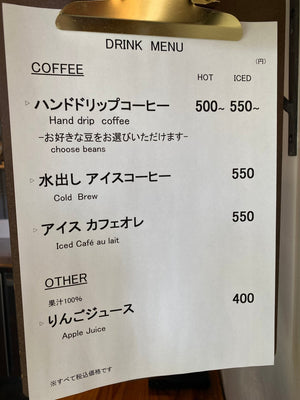 DRINK MENU
(円)
COFFEE
HOT ICED
▷ ハンドドリップコーヒー 500~ 550~
Hand drip coffee
-お好きな豆をお選びいただけます-
choose beans
▷ 水出し アイスコーヒー 550
Cold Brew
▷ アイス カフェオレ 550
Iced Café au lait
OTHER
果汁100%
▷ りんごジュース 400
Apple Juice
※すべて税込価格です